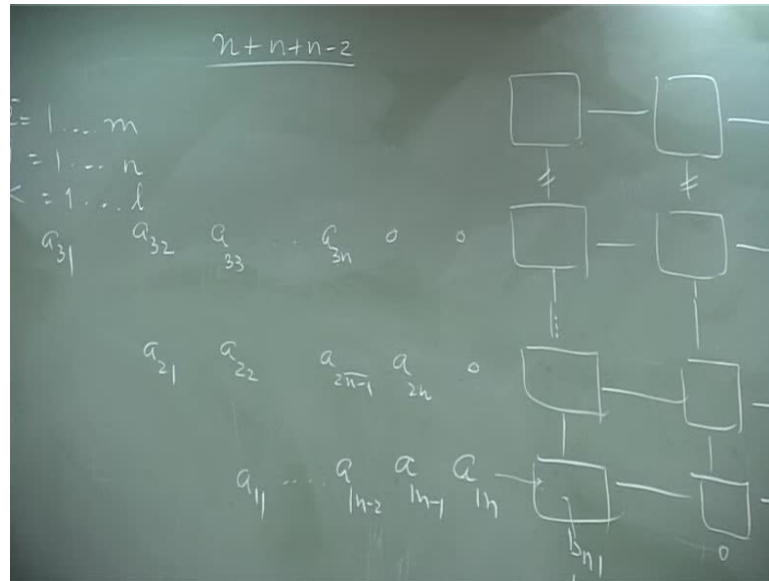 n+n+n-2
= 1....m
= 1....n
= 1....l
a31 a32 a33 .. a3n 0 0
a21 a22 a2n-1 a2n 0
a11 .... a1n-2 a1n-1 a1n
bn1
0